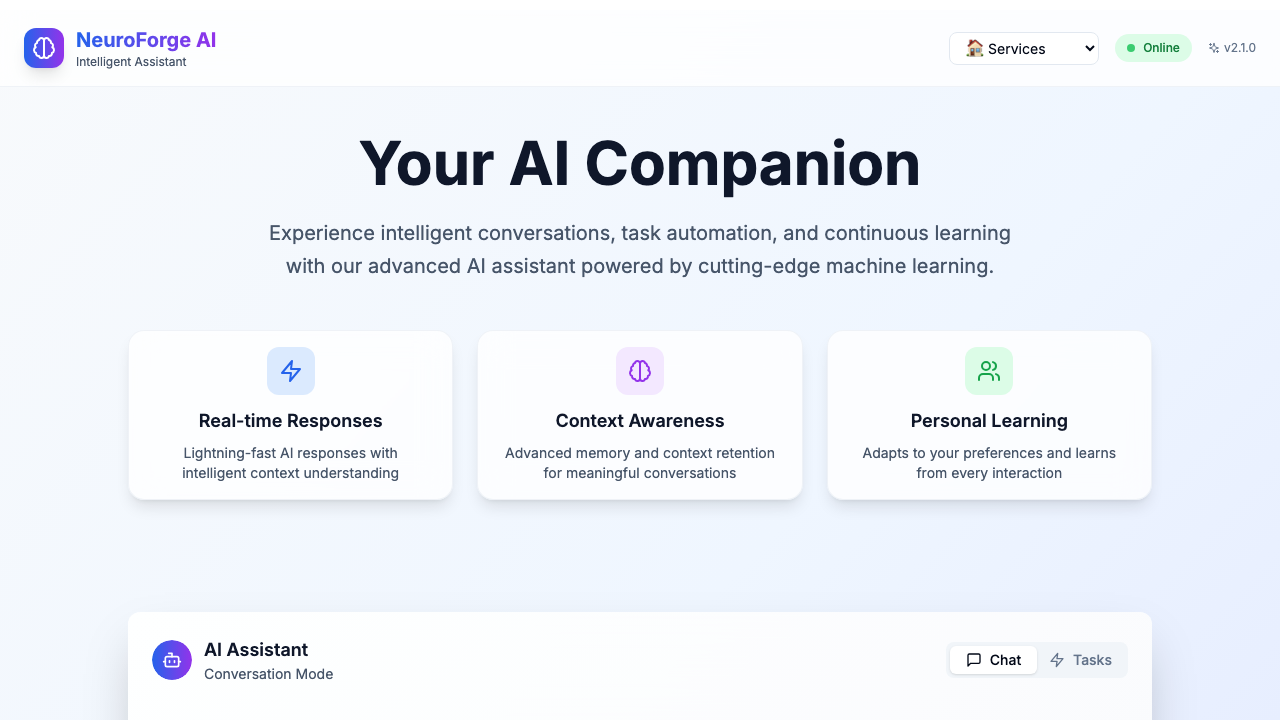 NeuroForge AI
Intelligent Assistant
🏠 Services
Online
v2.1.0
Your AI Companion
Experience intelligent conversations, task automation, and continuous learning
with our advanced AI assistant powered by cutting-edge machine learning.
Real-time Responses
Lightning-fast AI responses with
intelligent context understanding
Context Awareness
Advanced memory and context retention
for meaningful conversations
Personal Learning
Adapts to your preferences and learns
from every interaction
AI Assistant
Conversation Mode
Chat
Tasks